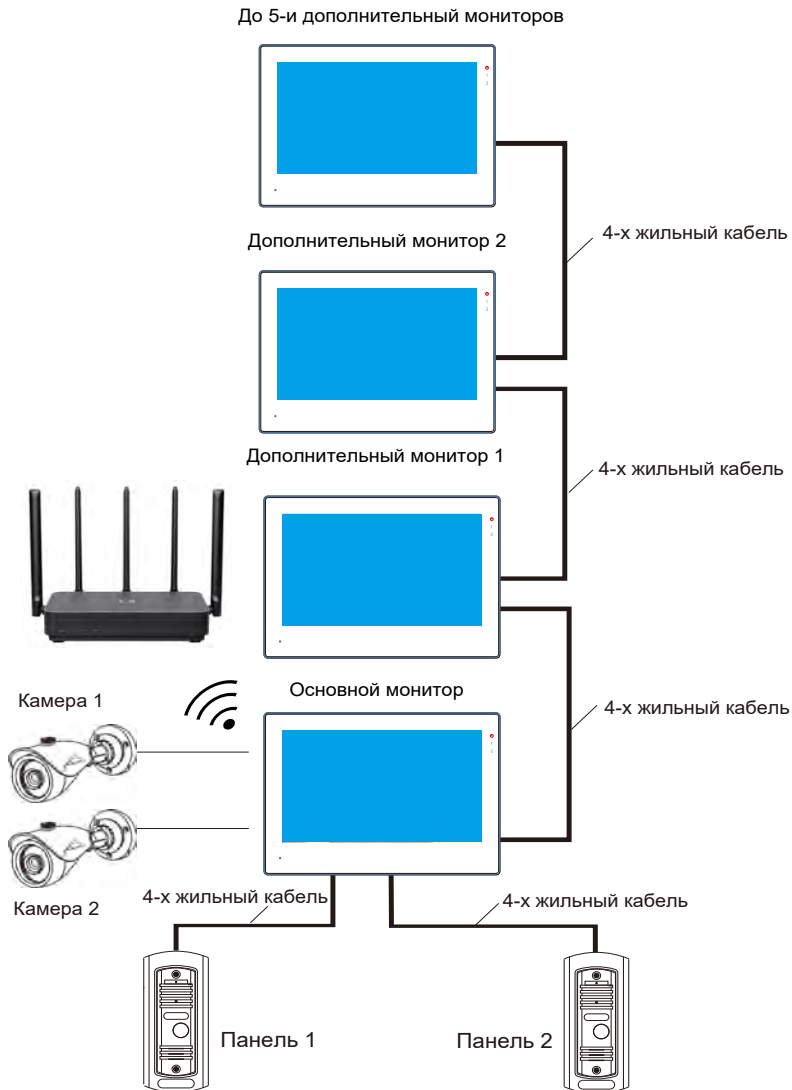 До 5-и дополнительный мониторов
4-х жильный кабель
Дополнительный монитор 2
Дополнительный монитор 1
4-х жильный кабель
Основной монитор
Камера 1
4-х жильный кабель
Камера 2
4-х жильный кабель
4-х жильный кабель
Панель 1
Панель 2